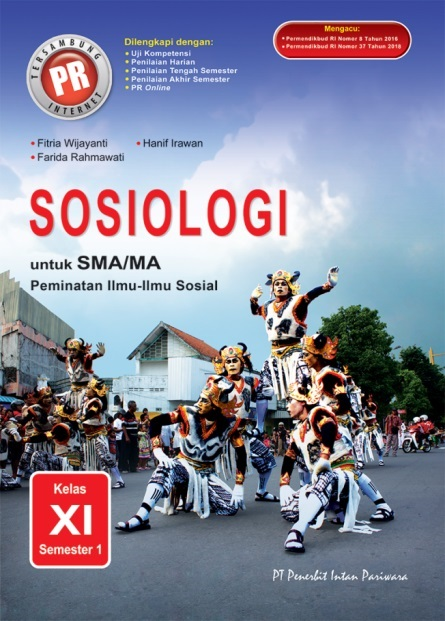 TERSAMBUNG
PR
INTERNET
Dilengkapi dengan:
• Uji Kompetensi
• Penilaian Harian
• Penilaian Tengah Semester
• Penilaian Akhir Semester
• PR Online
Mengacu:
• Permendikbud RI Nomor 8 Tahun 2016
• Permendikbud RI Nomor 37 Tahun 2018
• Fitria Wijayanti
• Hanif Irawan
• Farida Rahmawati
SOSIOLOGI
untuk SMA/MA
Peminatan Ilmu-Ilmu Sosial
Kelas
XI
Semester 1
PT Penerbit Intan Pariwara